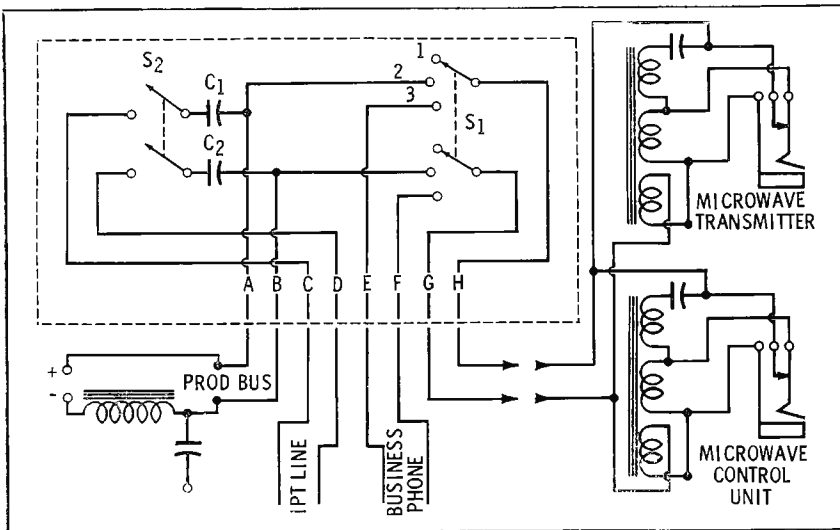 S2
C1
C2
1
2
3
S1
A B C D E F G H
+
-
PROD BUS
IPT LINE
BUSINESS
PHONE
MICROWAVE
TRANSMITTER
MICROWAVE
CONTROL
UNIT